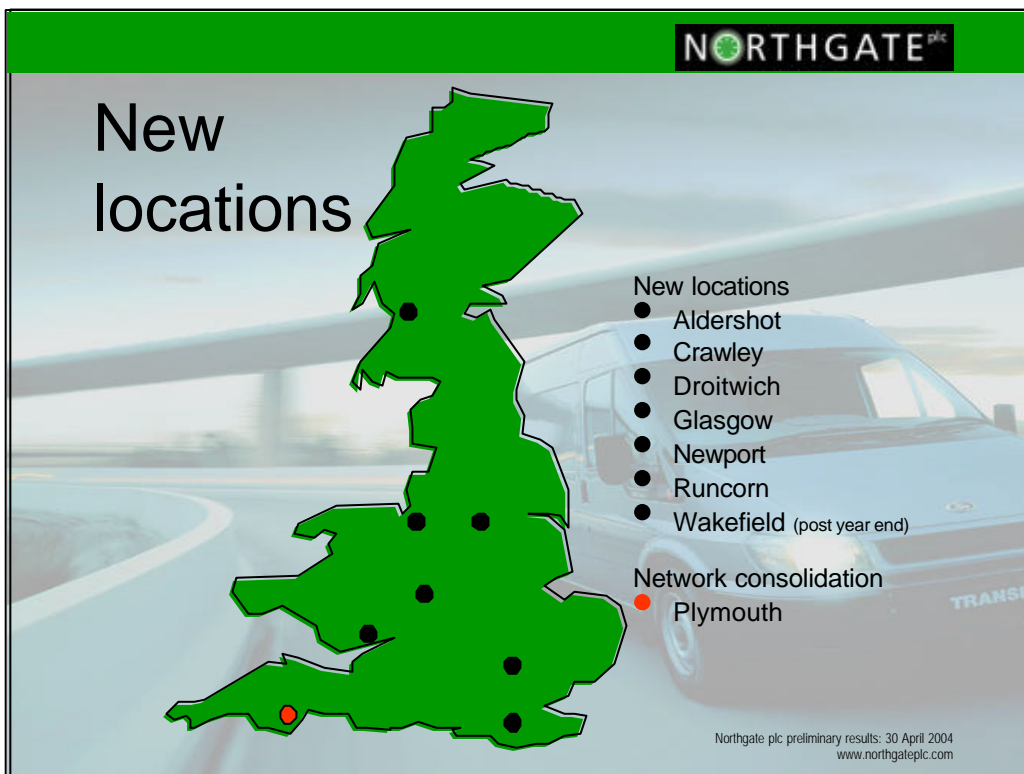 NORTHGATE plc
New
locations
New locations
Aldershot
Crawley
Droitwich
Glasgow
Newport
Runcorn
Wakefield (post year end)
Network consolidation
Plymouth
TRANSI
Northgate plc preliminary results: 30 April 2004
www.northgateplc.com